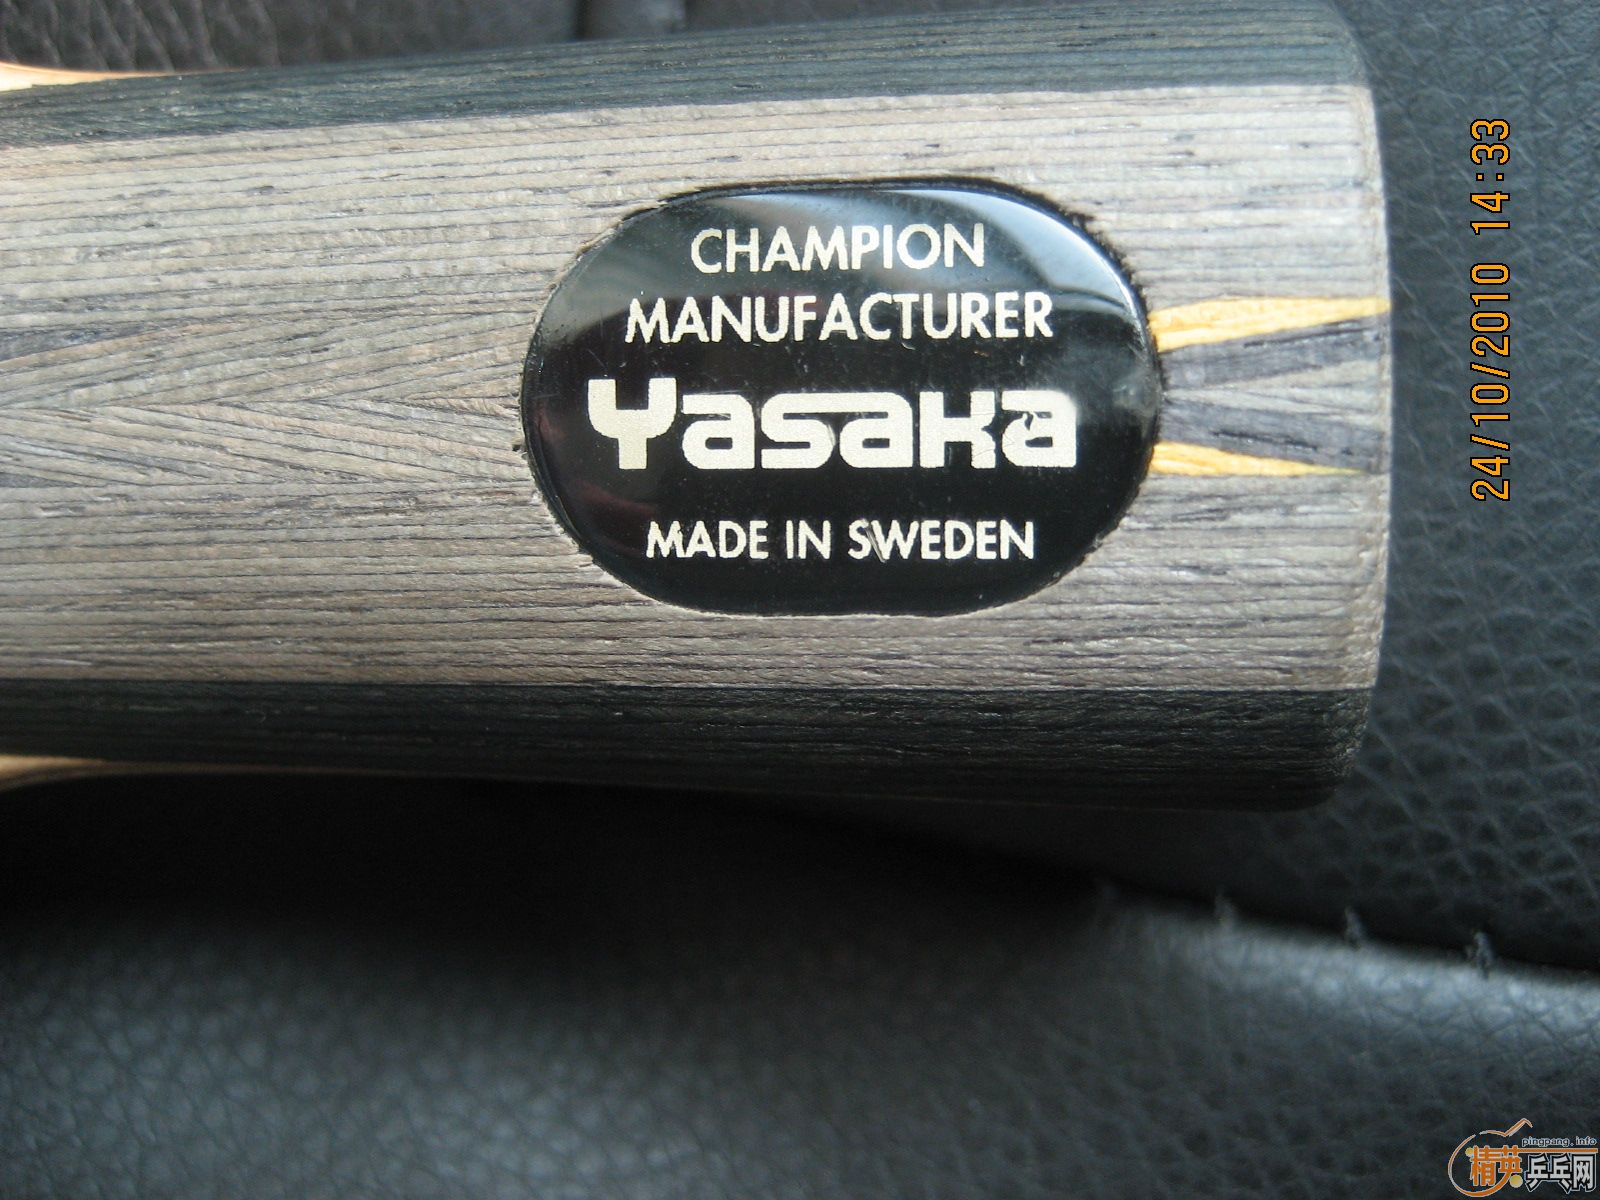 CHAMPION
MANUFACTURER
Yasaka
MADE IN SWEDEN
24/10/2010 14:33
pingpang.info
精英乒乓网